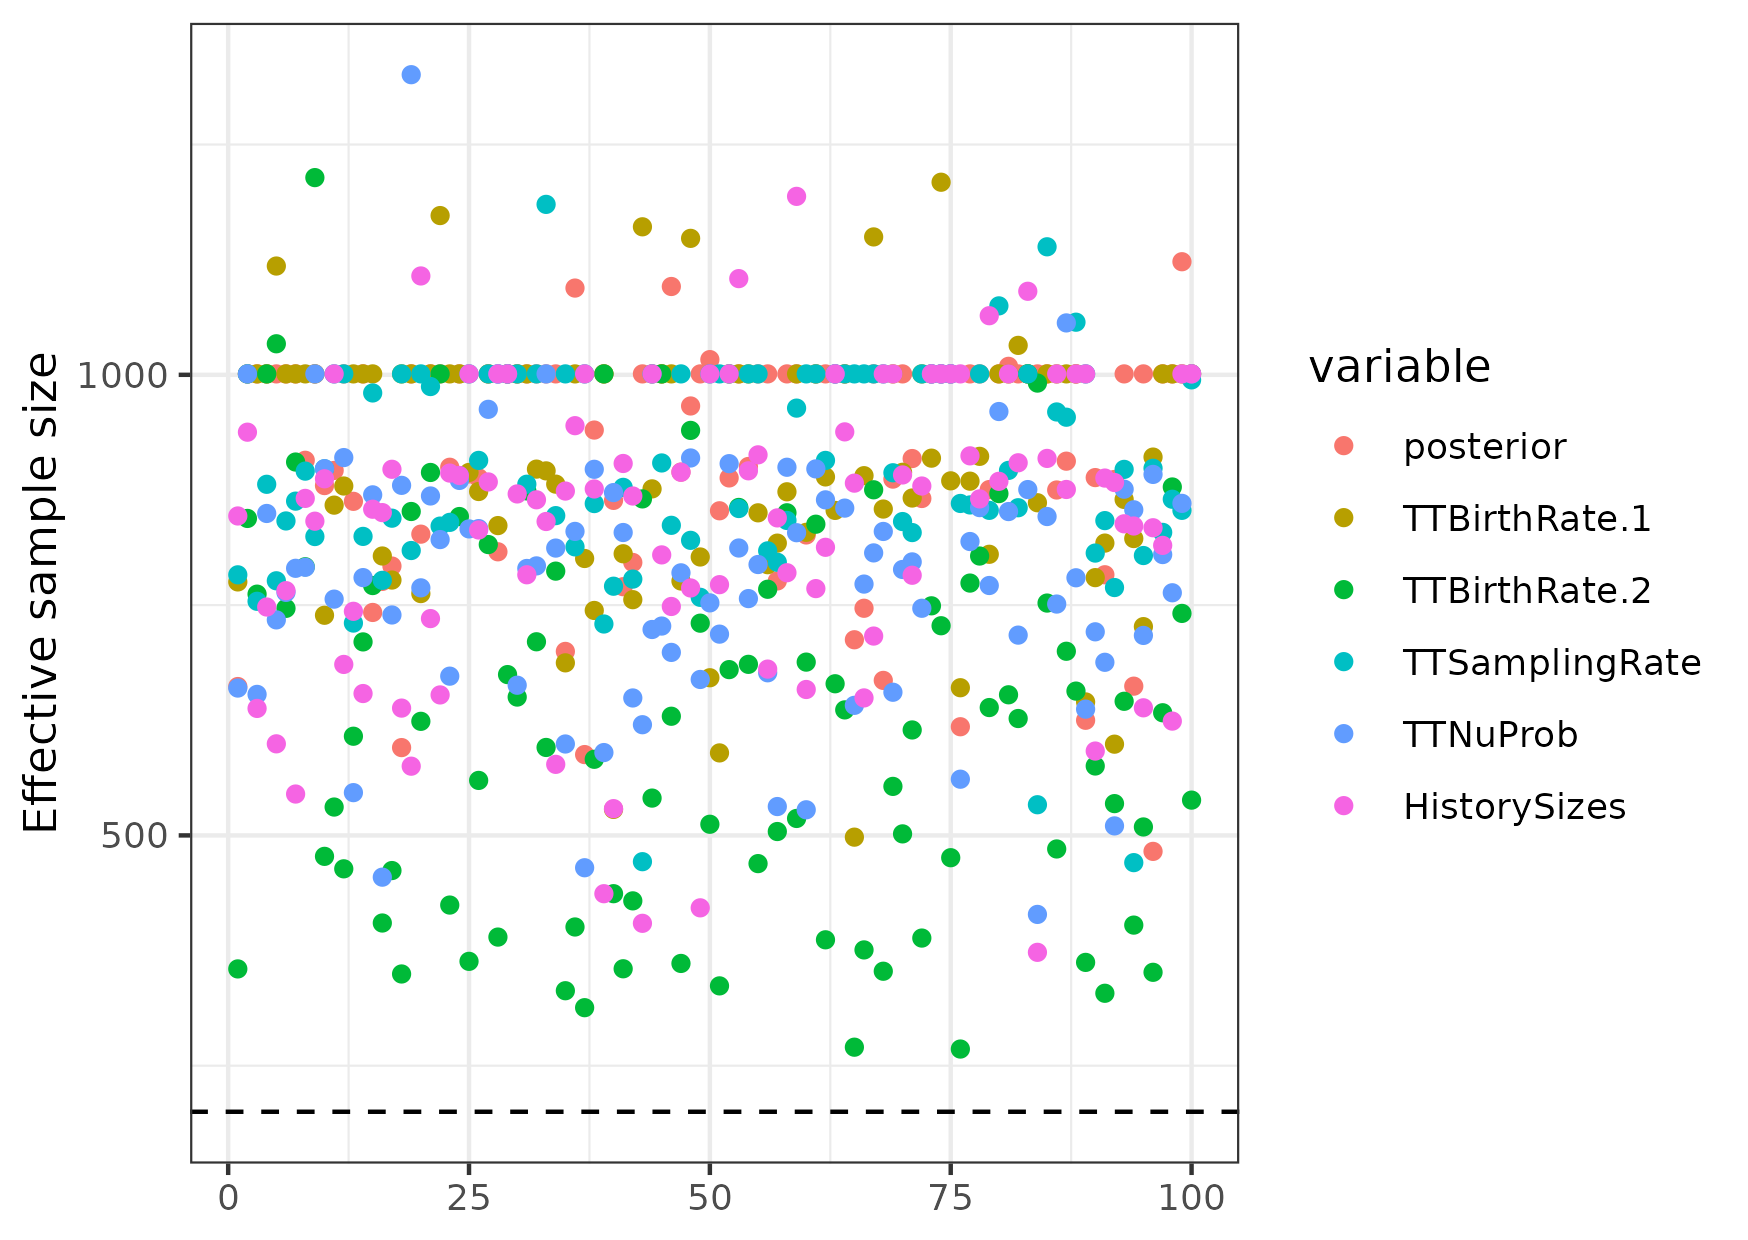 Effective sample size
1000
500
0 25 50 75 100
variable
posterior
TTBirthRate.1
TTBirthRate.2
TTSamplingRate
TTNuProb
HistorySizes